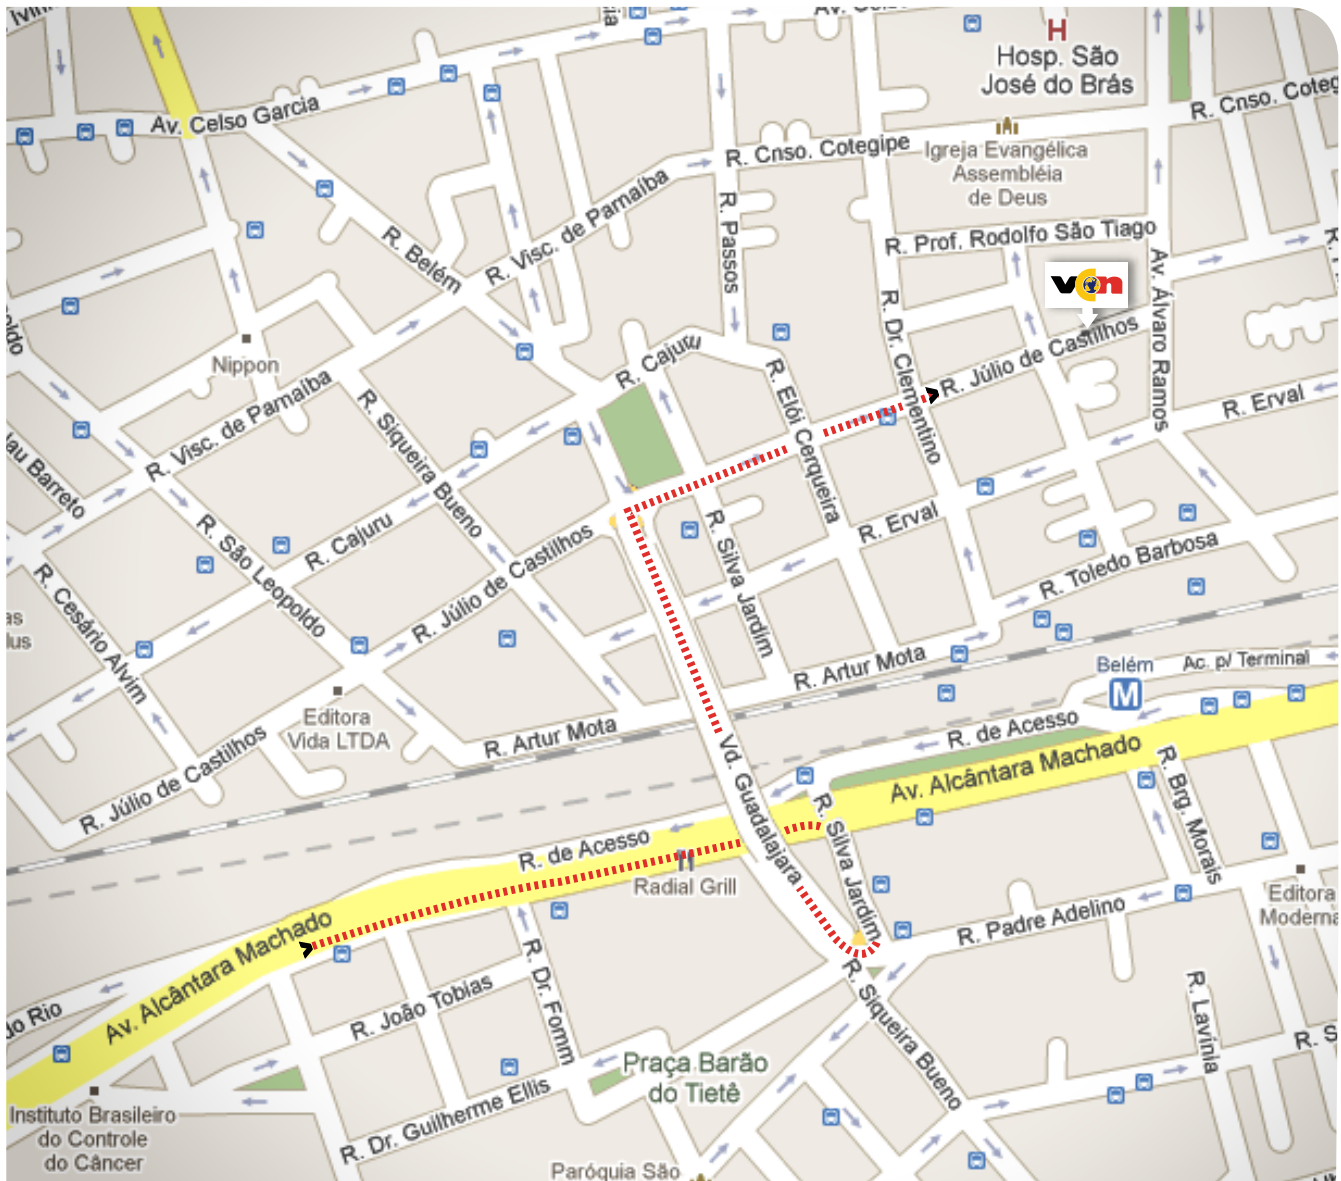 Av. Celso Garcia
Hosp. São
José do Brás
H
R. Cnso. Cotegipe
R. Cnso. Coteg
Igreja Evangélica
Assembléia
de Deus
R. Visc. de Parnaíba
R. Belém
R. Passos
R. Prof. Rodolfo São Tiago
Av. Álvaro Ramos
vcn
Nippon
R. Cajuru
R. Dr. Clementino
R. Júlio de Castilhos
R. Elói Cerqueira
R. Erval
R. Visc. de Parnaíba
R. Siqueira Bueno
R. São Leopoldo
R. Cajuru
R. Júlio de Castilhos
R. Silva Jardim
R. Erval
R. Toledo Barbosa
R. Cesário Alvim
R. Artur Mota
Belém
M
Ac. p/ Terminal
Editora
Vida LTDA
R. Artur Mota
R. Júlio de Castilhos
Vd. Guadalajara
R. de Acesso
Av. Alcântara Machado
R. Brg. Morais
R. de Acesso
R. Silva Jardim
Radial Grill
Editora
Moderna
R. Padre Adelino
Av. Alcântara Machado
do Rio
R. João Tobias
R. Dr. Fomm
R. Siqueira Bueno
R. Lavínia
R. S
Praça Barão
do Tietê
R. Dr. Guilherme Ellis
Instituto Brasileiro
do Controle
do Câncer
Paróquia São